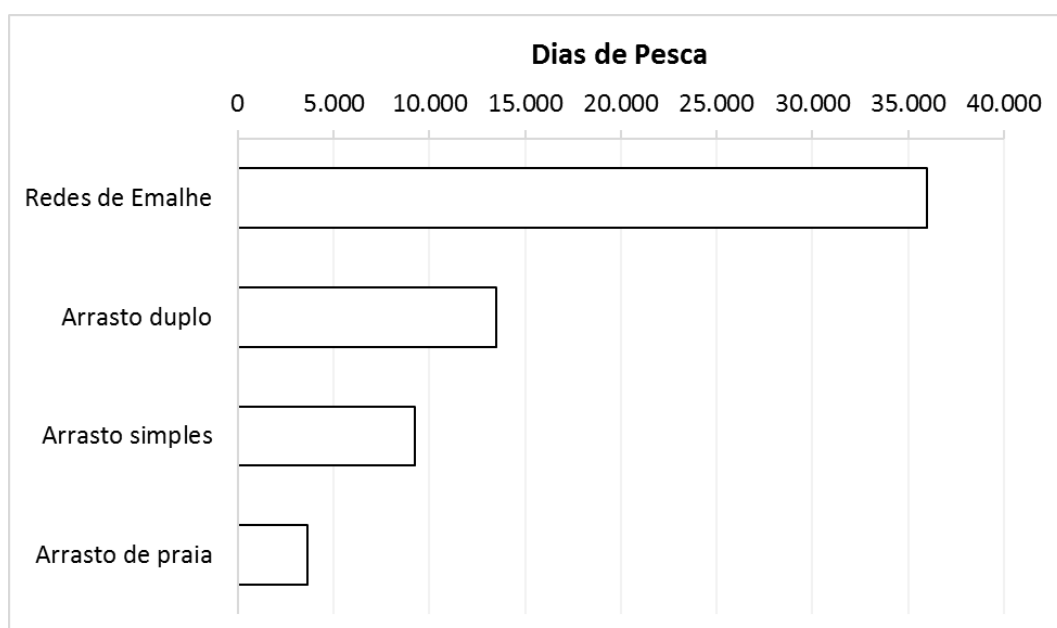 Dias de Pesca
0 5.000 10.000 15.000 20.000 25.000 30.000 35.000 40.000
Redes de Emalhe
Arrasto duplo
Arrasto simples
Arrasto de praia